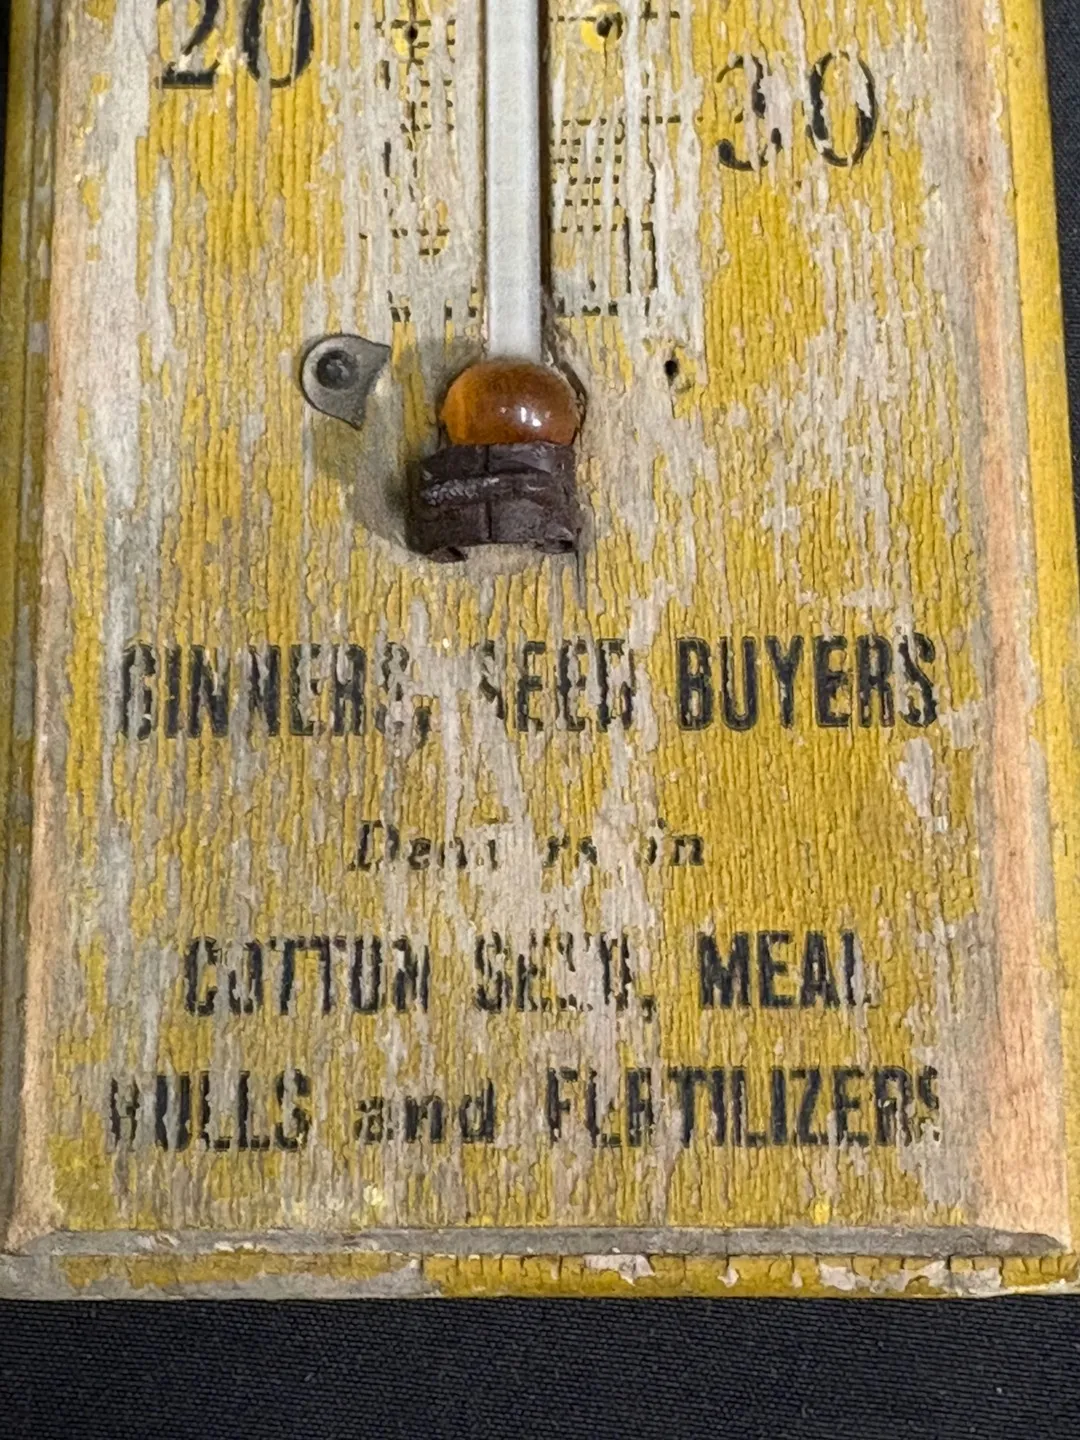 20
30
GINNERS, SEED BUYERS
Dealers in
COTTON SEED, MEAL
HULLS and FERTILIZERS